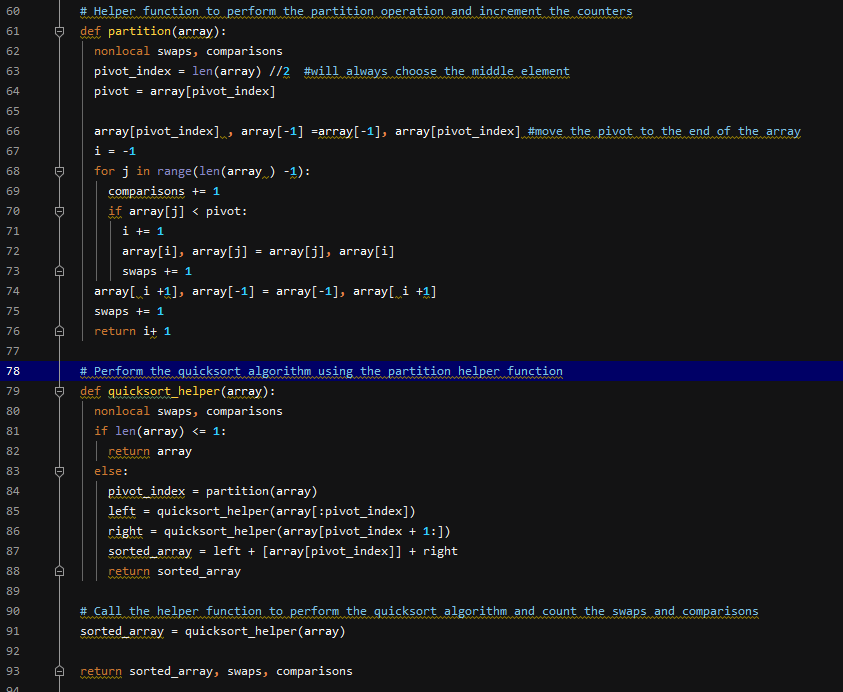 60 # Helper function to perform the partition operation and increment the counters
61 def partition(array):
62 nonlocal swaps, comparisons
63 pivot_index = len(array) //2 #will always choose the middle element
64 pivot = array[pivot_index]
65
66 array[pivot_index] , array[-1] =array[-1], array[pivot_index] #move the pivot to the end of the array
67 i = -1
68 for j in range(len(array ) -1):
69 comparisons += 1
70 if array[j] < pivot:
71 i += 1
72 array[i], array[j] = array[j], array[i]
73 swaps += 1
74 array[ i +1], array[-1] = array[-1], array[ i +1]
75 swaps += 1
76 return i+ 1
77
78 # Perform the quicksort algorithm using the partition helper function
79 def quicksort_helper(array):
80 nonlocal swaps, comparisons
81 if len(array) <= 1:
82 return array
83 else:
84 pivot_index = partition(array)
85 left = quicksort_helper(array[:pivot_index])
86 right = quicksort_helper(array[pivot_index + 1:])
87 sorted_array = left + [array[pivot_index]] + right
88 return sorted_array
89
90 # Call the helper function to perform the quicksort algorithm and count the swaps and comparisons
91 sorted_array = quicksort_helper(array)
92
93 return sorted_array, swaps, comparisons
94